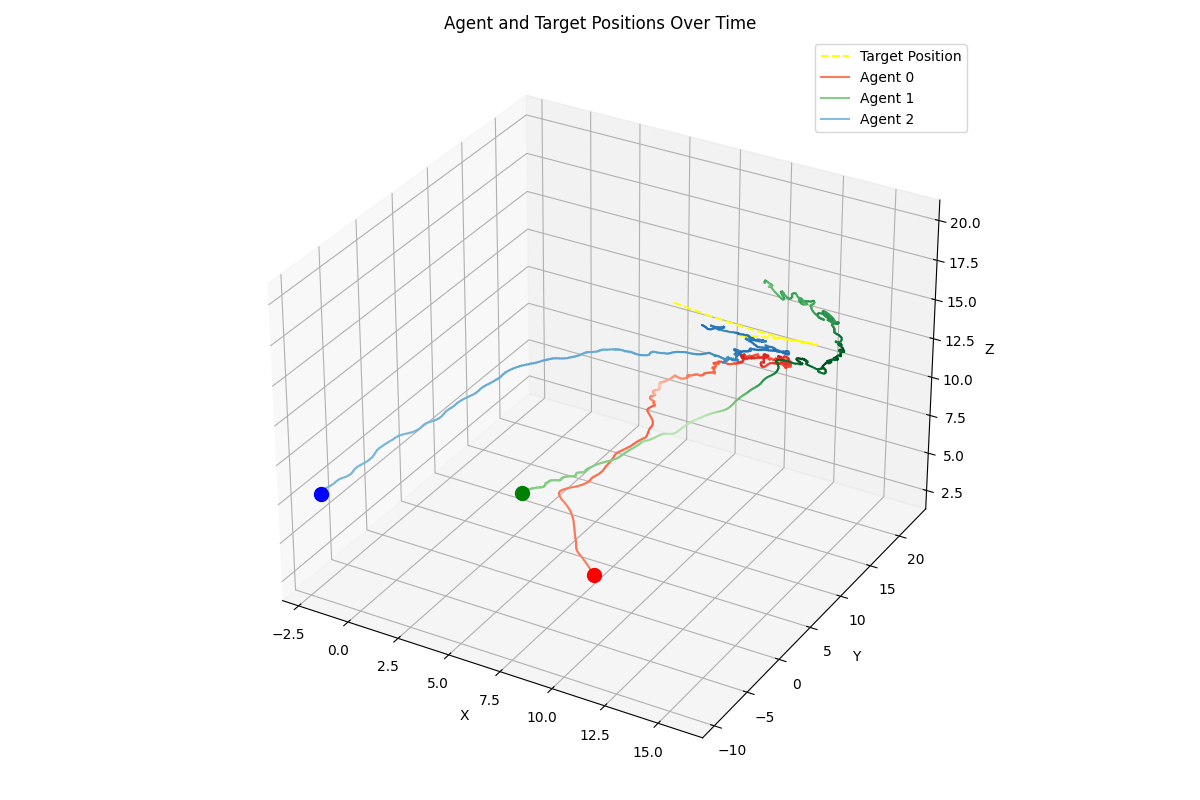 Agent and Target Positions Over Time
Target Position
Agent 0
Agent 1
Agent 2
20.0
17.5
15.0
12.5
10.0
7.5
5.0
2.5
Z
20
15
10
5
0
−5
−10
Y
−2.5
0.0
2.5
5.0
7.5
10.0
12.5
15.0
X